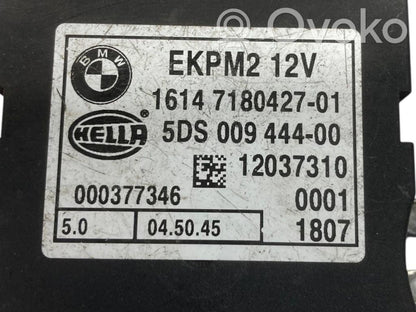 Ovoko
BMW
EKPM2 12V
1614 7180427-01
HELLA 5DS 009 444-00
12037310
000377346 0001
5.0 04.50.45 1807